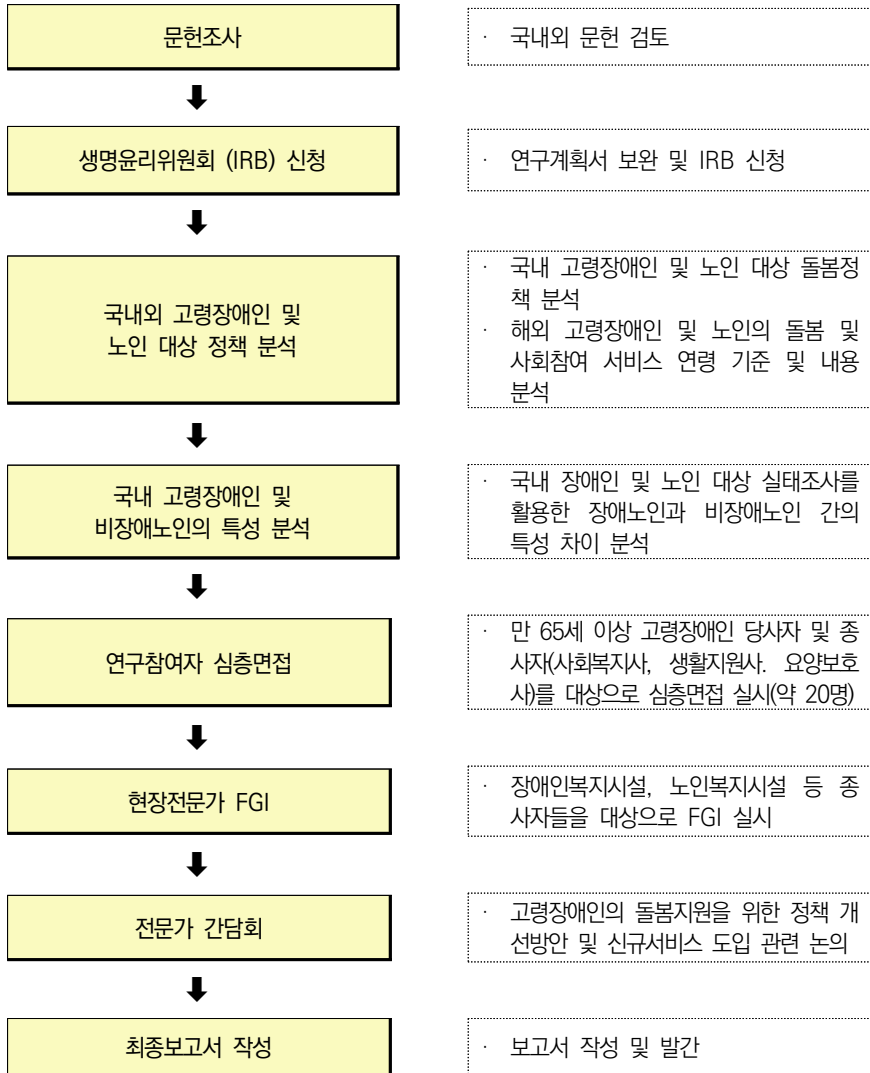 문헌조사
· 국내외 문헌 검토
생명윤리위원회 (IRB) 신청
· 연구계획서 보완 및 IRB 신청
국내외 고령장애인 및
노인 대상 정책 분석
· 국내 고령장애인 및 노인 대상 돌봄정
책 분석
· 해외 고령장애인 및 노인의 돌봄 및
사회참여 서비스 연령 기준 및 내용
분석
국내 고령장애인 및
비장애노인의 특성 분석
· 국내 장애인 및 노인 대상 실태조사를
활용한 장애노인과 비장애노인 간의
특성 차이 분석
연구참여자 심층면접
· 만 65세 이상 고령장애인 당사자 및 종
사자(사회복지사, 생활지원사. 요양보호
사)를 대상으로 심층면접 실시(약 20명)
현장전문가 FGI
· 장애인복지시설, 노인복지시설 등 종
사자들을 대상으로 FGI 실시
전문가 간담회
· 고령장애인의 돌봄지원을 위한 정책 개
선방안 및 신규서비스 도입 관련 논의
최종보고서 작성
· 보고서 작성 및 발간